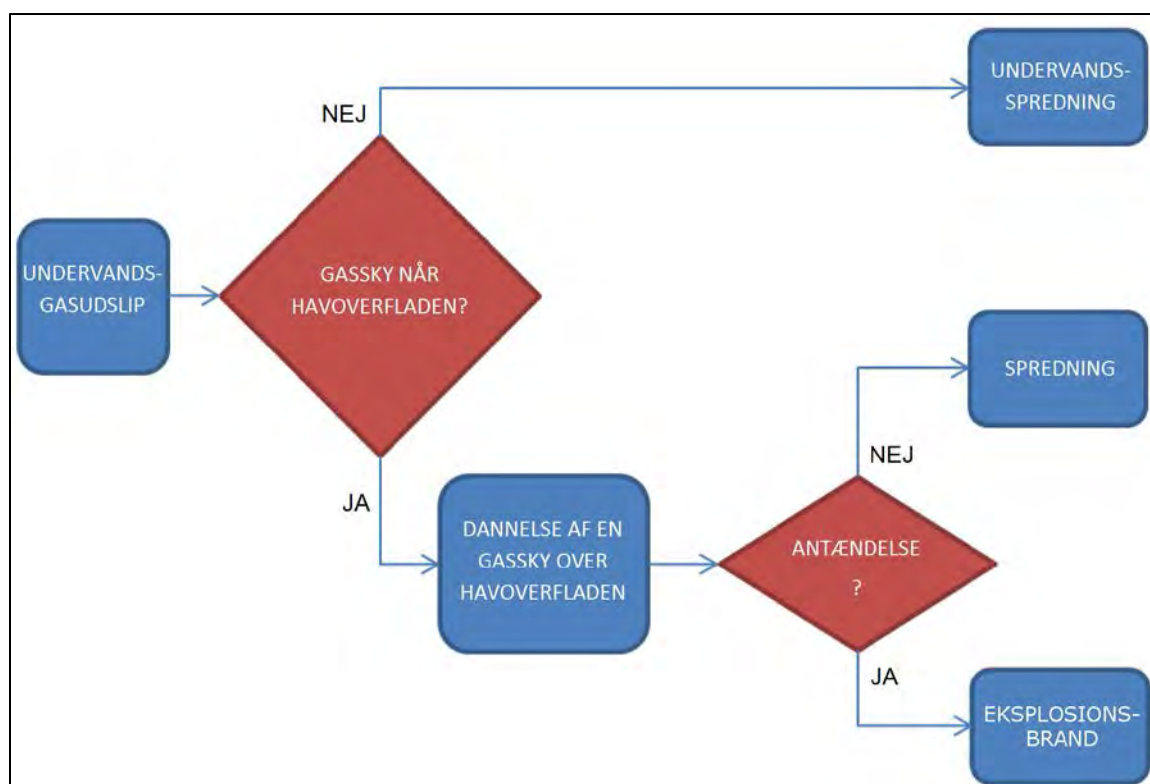 UNDERVANDS-
SPREDNING
NEJ
UNDERVANDS-
GASUDSLIP
GASSKY NÅR
HAVOVERFLADEN?
SPREDNING
NEJ
JA
DANNELSE AF EN
GASSKY OVER
HAVOVERFLADEN
ANTÆNDELSE
?
JA
EKSPLOSIONS-
BRAND